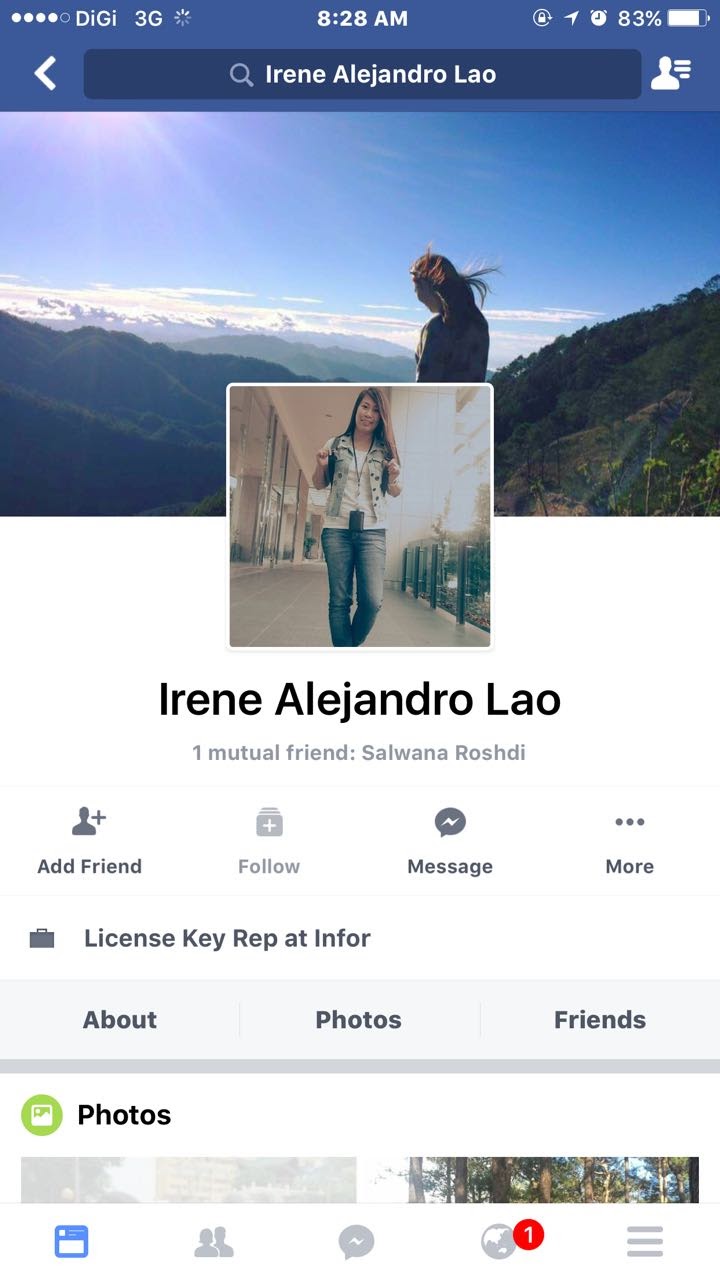 DiGi 3G 8:28 AM 83%
Irene Alejandro Lao
Irene Alejandro Lao
1 mutual friend: Salwana Roshdi
Add Friend Follow Message More
License Key Rep at Infor
About Photos Friends
Photos
1